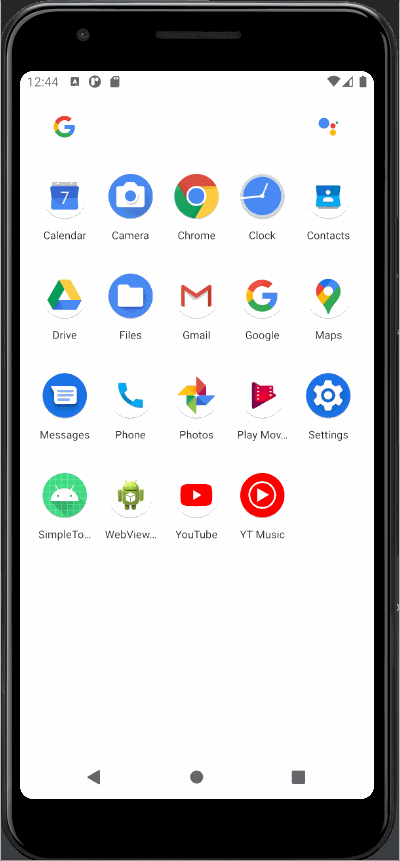 12:44
Calendar Camera Chrome Clock Contacts
Drive Files Gmail Google Maps
Messages Phone Photos Play Mov... Settings
SimpleTo... WebView... YouTube YT Music